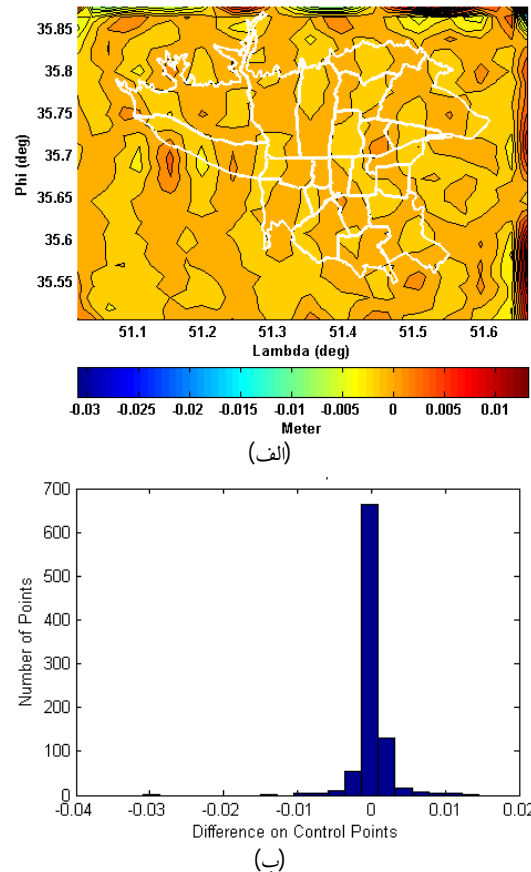 35.85
35.8
35.75
35.7
35.65
35.6
35.55
Phi (deg)
51.1 51.2 51.3 51.4 51.5 51.6
Lambda (deg)
-0.03 -0.025 -0.02 -0.015 -0.01 -0.005 0 0.005 0.01
Meter
(الف)
700
600
500
400
300
200
100
0
Number of Points
-0.04 -0.03 -0.02 -0.01 0 0.01 0.02
Difference on Control Points
(ب)